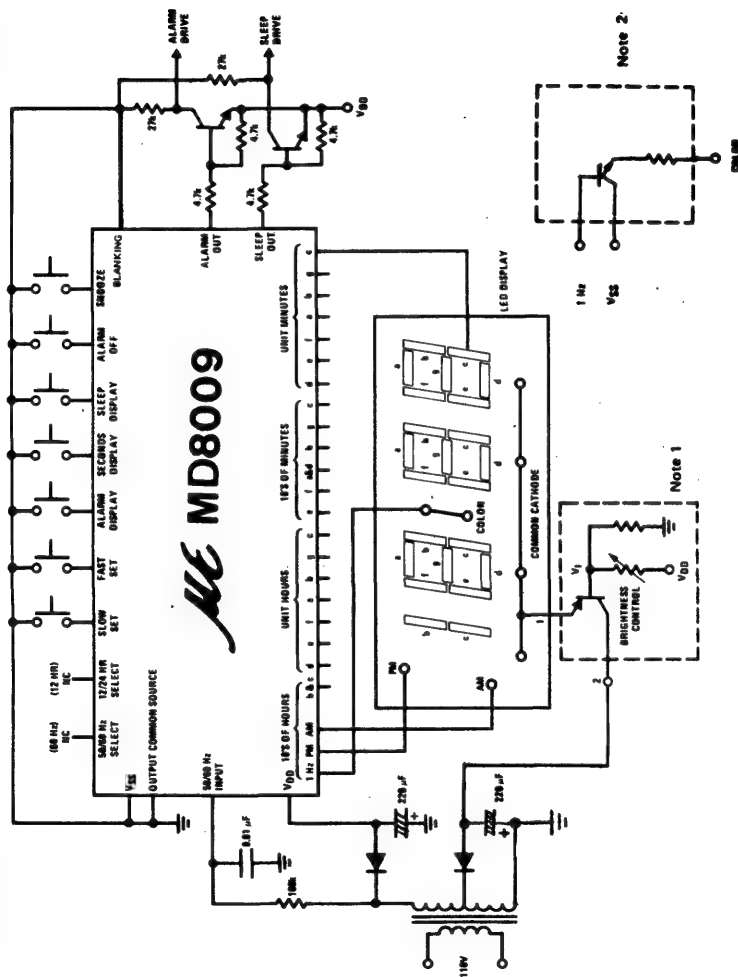 ALARM
DRIVE
SLEEP
DRIVE
27k
27k
4.7k
4.7k
4.7k
4.7k
Note 2
1 Hz
VSS
COLON
SNOOZE
ALARM
OFF
SLEEP
DISPLAY
SECONDS
DISPLAY
ALARM
DISPLAY
FAST
SET
SLOW
SET
(12 HR)
NC
12/24 HR
SELECT
(60 Hz)
NC
50/60 Hz
SELECT
BLANKING
ALARM
OUT
SLEEP
OUT
MD8009
VSS
OUTPUT COMMON SOURCE
50/60 Hz
INPUT
VDD
UNIT MINUTES
10'S OF MINUTES
UNIT HOURS
10'S OF HOURS
1 Hz
PM
AM
0.01 µF
100k
220 µF
+
220 µF
+
110V
LED DISPLAY
PM
AM
COLON
COMMON CATHODE
a
b
c
d
e
f
g
1
2
V1
BRIGHTNESS
CONTROL
VDD
Note 1